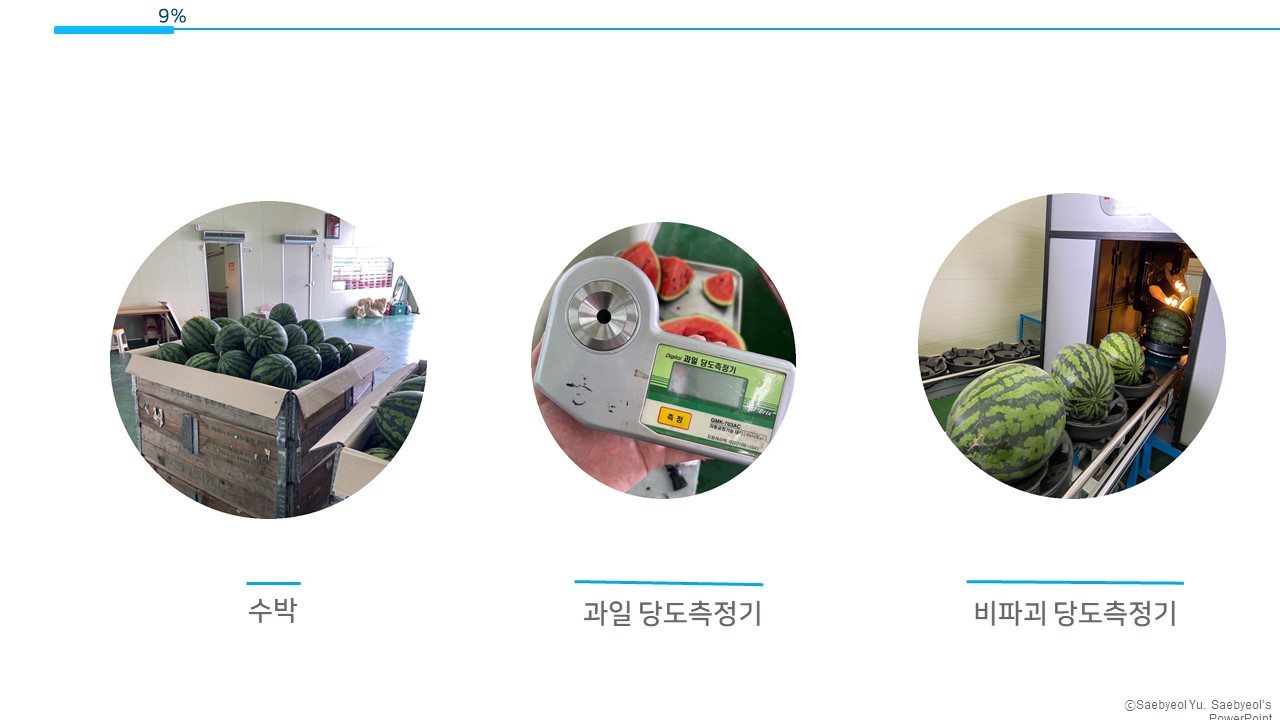 9%
Digital 과일 당도측정기
측 정
GMK-703AC
수박
과일 당도측정기
비파괴 당도측정기
ⓒSaebyeol Yu. Saebyeol's
PowerPoint